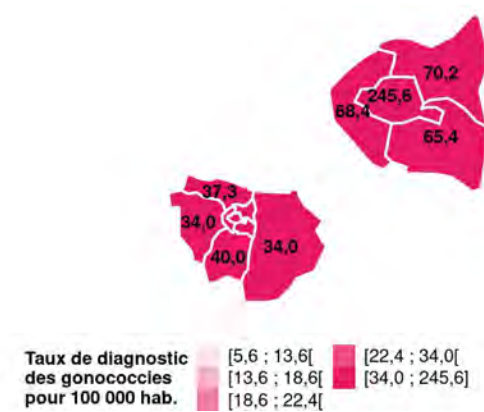 70,2
245,6
68,4
65,4
37,3
34,0
34,0
40,0
Taux de diagnostic
des gonococcies
pour 100 000 hab.
[5,6 ; 13,6[
[13,6 ; 18,6[
[18,6 ; 22,4[
[22,4 ; 34,0[
[34,0 ; 245,6]